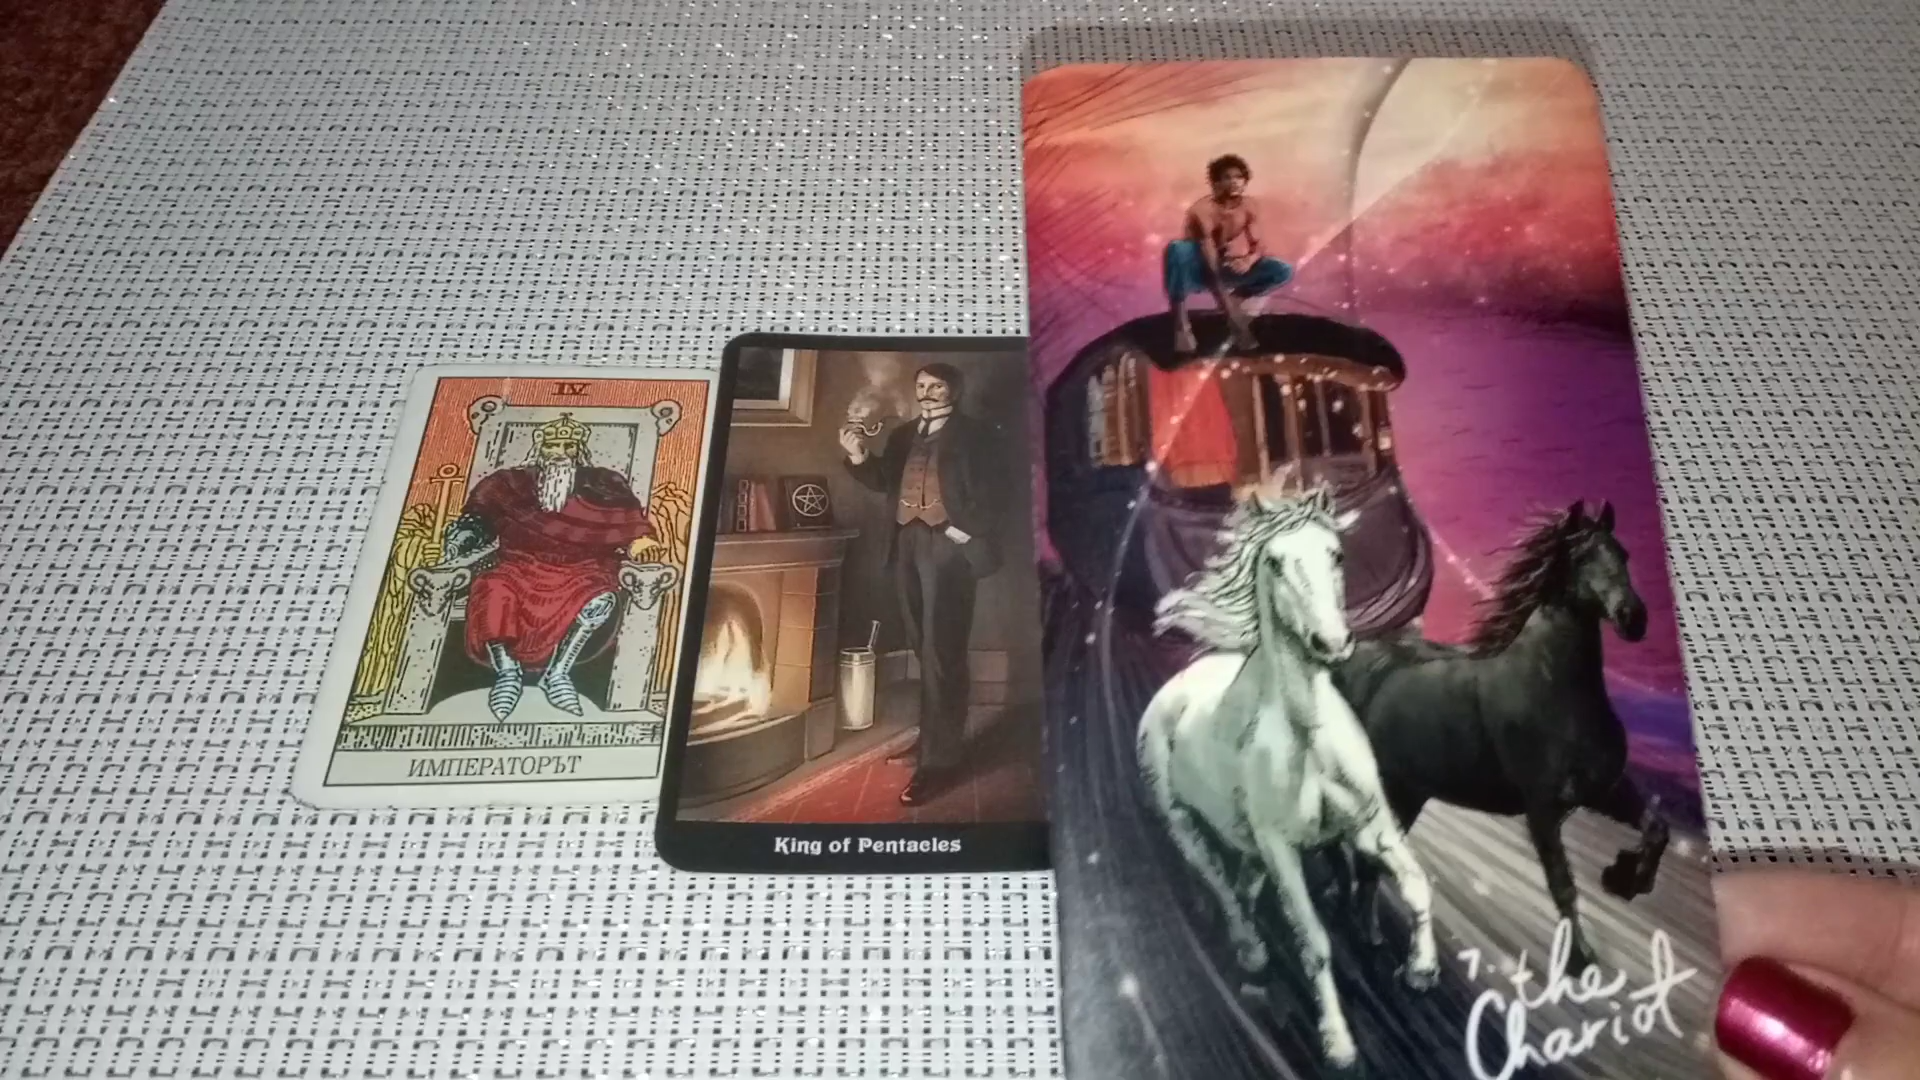 IV
ИМПЕРАТОРЪТ
King of Pentacles
7. the
Chariot